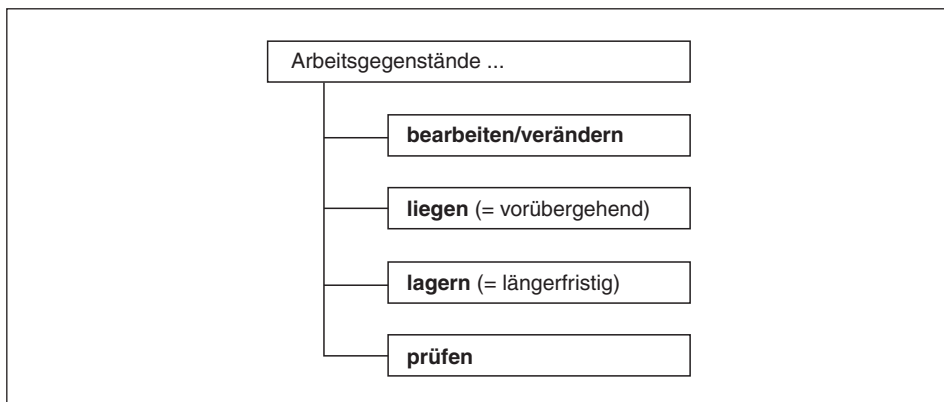 Arbeitsgegenstände ...
bearbeiten/verändern
liegen (= vorübergehend)
lagern (= längerfristig)
prüfen